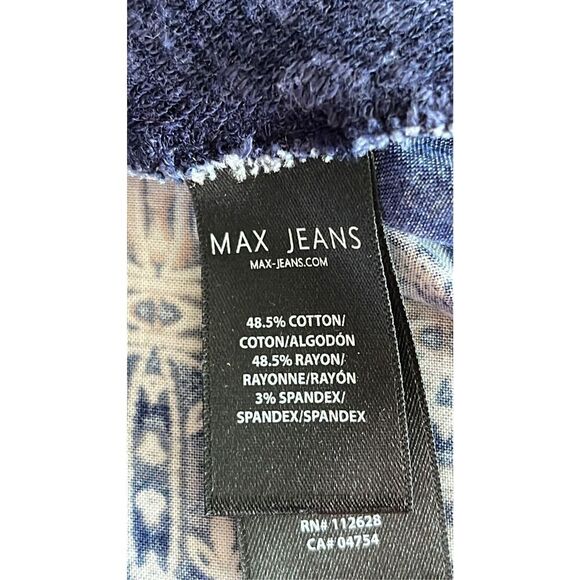 MAX JEANS
MAX-JEANS.COM
48.5% COTTON/
COTON/ALGODÓN
48.5% RAYON/
RAYONNE/RAYÓN
3% SPANDEX/
SPANDEX/SPANDEX
RN# 112628
CA# 04754